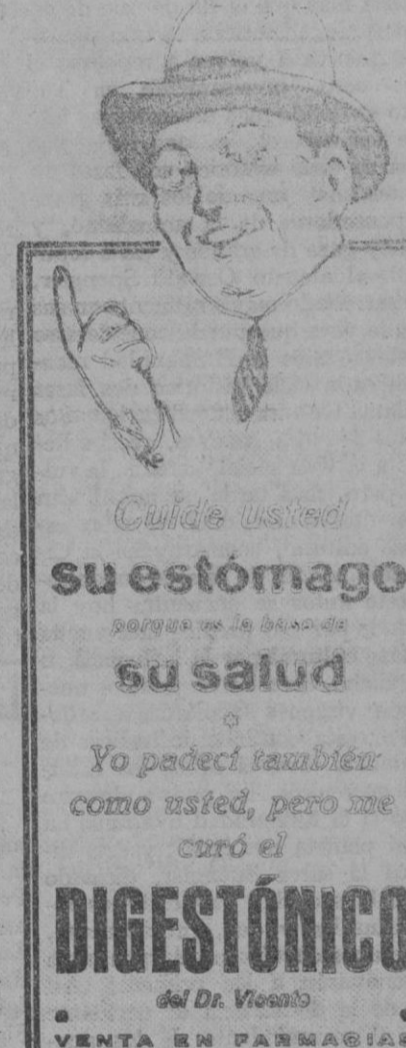 Cuide usted
su estómago
porque es la base de
su salud
Yo padecí también
como usted, pero me
curó el
DIGESTÓNICO
del Dr. Vicente
VENTA EN FARMACIAS